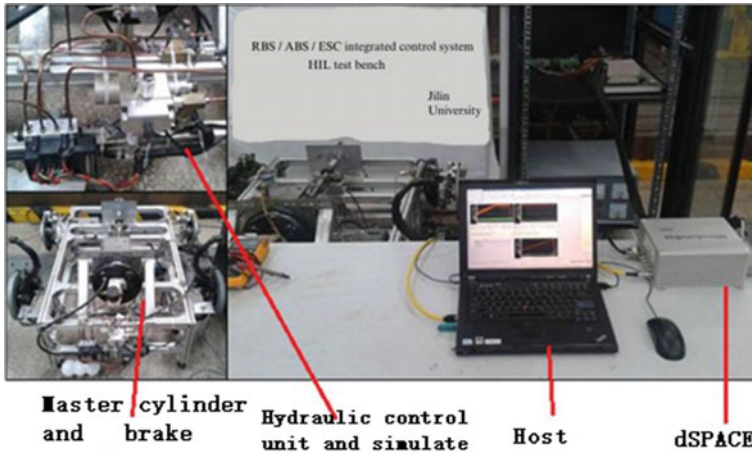 RBS / ABS / ESC integrated control system
HIL test bench
Jilin
University
Master cylinder
and brake
Hydraulic control
unit and simulate
Host
dSPACE